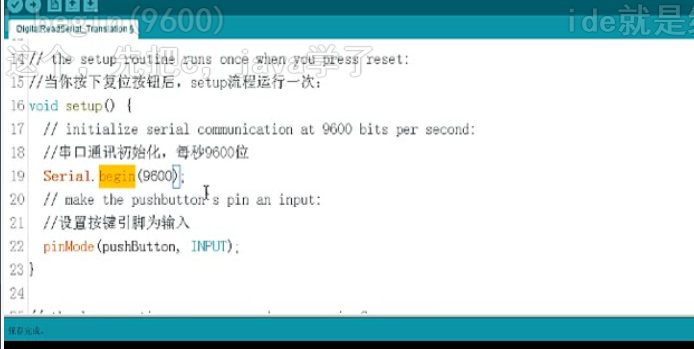 begin(9600)
ide就是
DigitalReadSerial_Translation §
这个,先把c,java学了
14 // the setup routine runs once when you press reset:
15 //当你按下复位按钮后,setup流程运行一次:
16 void setup() {
17 // initialize serial communication at 9600 bits per second:
18 //串口通讯初始化,每秒9600位
19 Serial.begin(9600);
20 // make the pushbutton's pin an input:
21 //设置按键引脚为输入
22 pinMode(pushButton, INPUT);
23 }
24
保存完成。